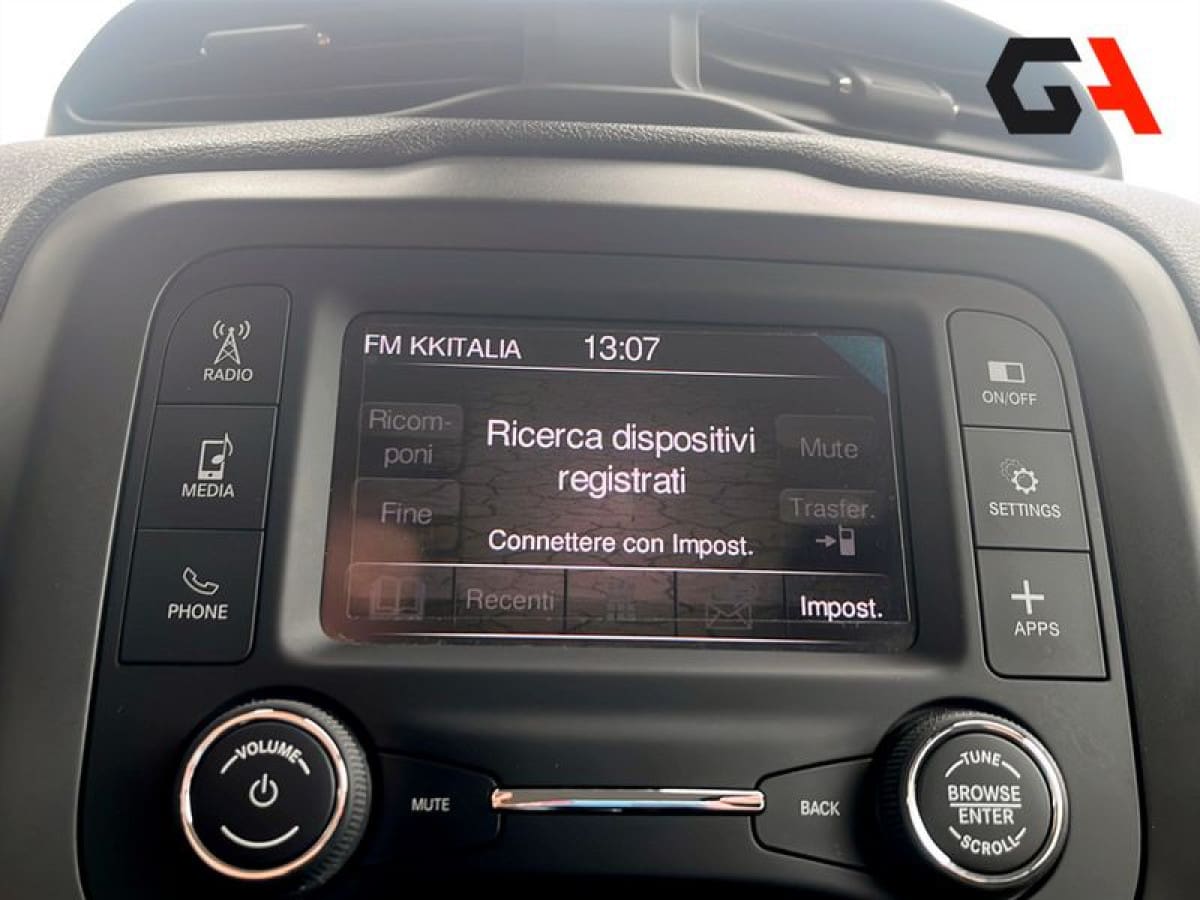 GA
FM KKITALIA 13:07
RADIO
MEDIA
PHONE
Ricom-
poni
Fine
Ricerca dispositivi
registrati
Connettere con Impost.
Mute
Trasfer.
Recenti
Impost.
ON/OFF
SETTINGS
APPS
VOLUME
MUTE
BACK
TUNE
BROWSE
ENTER
SCROLL